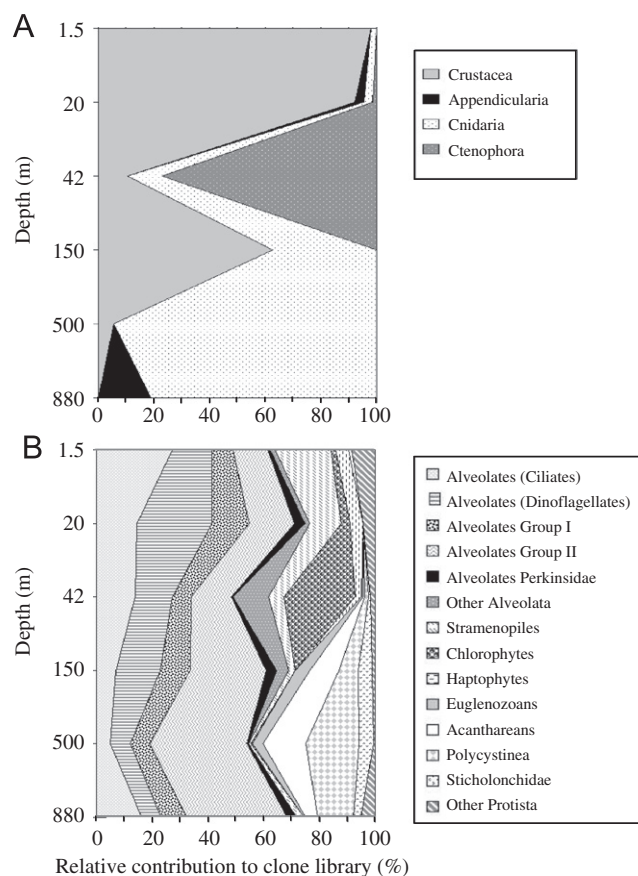 A
1.5
20
42
150
500
880
Depth (m)
0
20
40
60
80
100
Crustacea
Appendicularia
Cnidaria
Ctenophora
B
1.5
20
42
150
500
880
Depth (m)
0
20
40
60
80
100
Relative contribution to clone library (%)
Alveolates (Ciliates)
Alveolates (Dinoflagellates)
Alveolates Group I
Alveolates Group II
Alveolates Perkinsidae
Other Alveolata
Stramenopiles
Chlorophytes
Haptophytes
Euglenozoans
Acanthareans
Polycystinea
Sticholonchidae
Other Protista